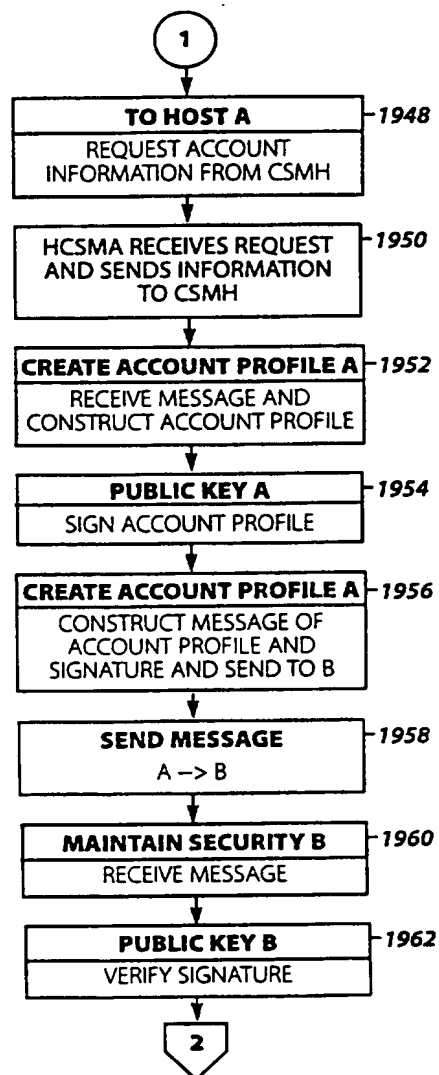 1
TO HOST A
1948
REQUEST ACCOUNT
INFORMATION FROM CSMH
HCSMA RECEIVES REQUEST
1950
AND SENDS INFORMATION
TO CSMH
CREATE ACCOUNT PROFILE A
1952
RECEIVE MESSAGE AND
CONSTRUCT ACCOUNT PROFILE
PUBLIC KEY A
1954
SIGN ACCOUNT PROFILE
CREATE ACCOUNT PROFILE A
1956
CONSTRUCT MESSAGE OF
ACCOUNT PROFILE AND
SIGNATURE AND SEND TO B
SEND MESSAGE
1958
A –> B
MAINTAIN SECURITY B
1960
RECEIVE MESSAGE
PUBLIC KEY B
1962
VERIFY SIGNATURE
2